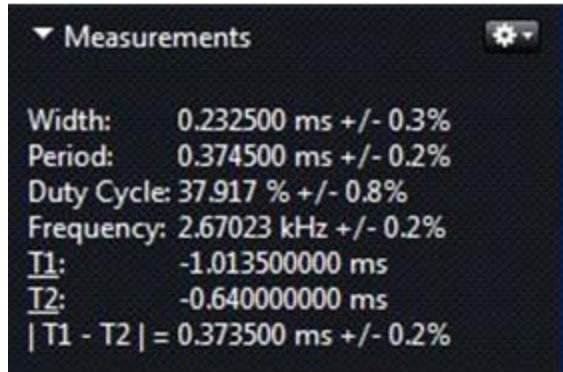 Measurements
Width: 0.232500 ms +/- 0.3%
Period: 0.374500 ms +/- 0.2%
Duty Cycle: 37.917 % +/- 0.8%
Frequency: 2.67023 kHz +/- 0.2%
T1: -1.013500000 ms
T2: -0.640000000 ms
| T1 - T2 | = 0.373500 ms +/- 0.2%